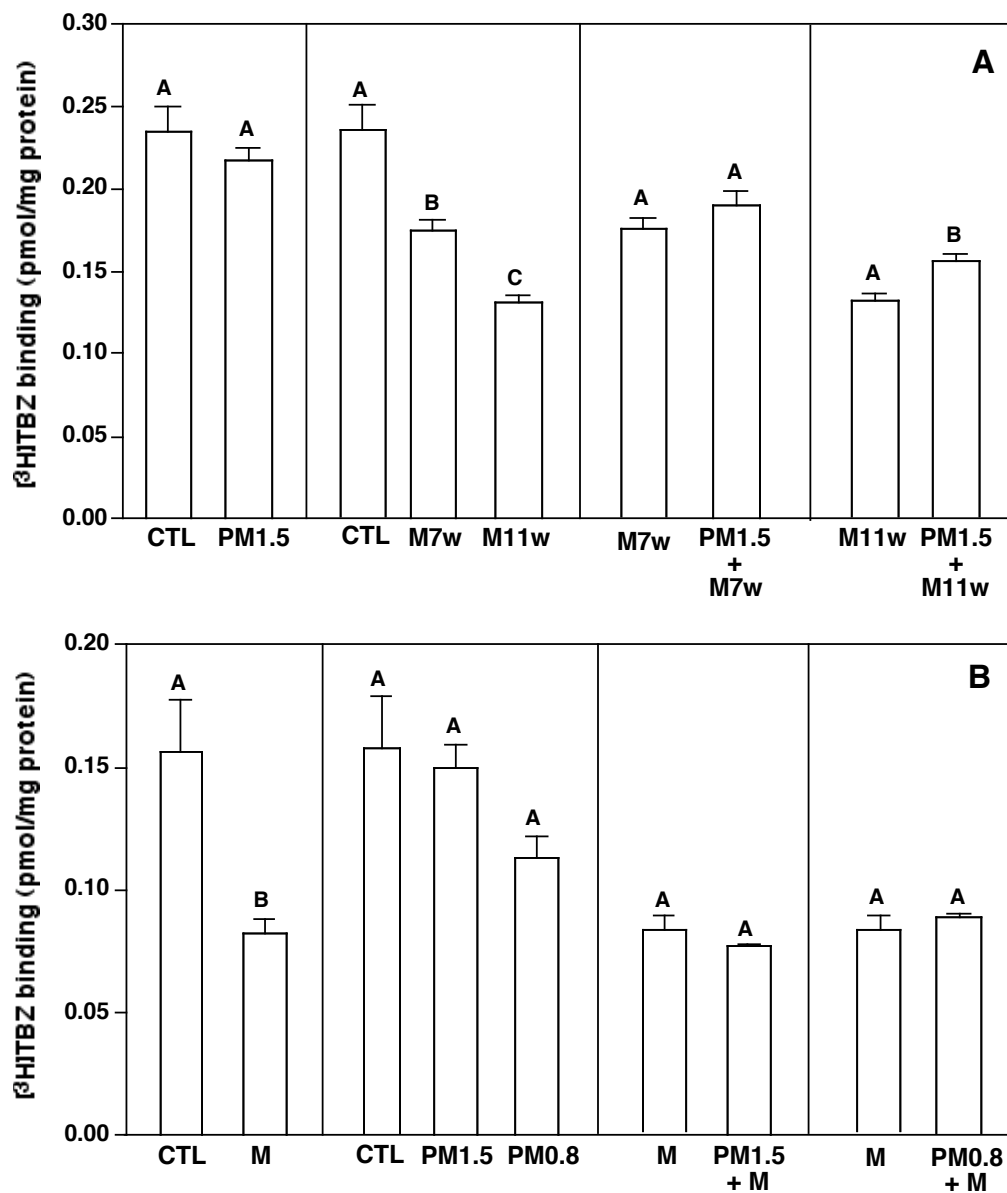 A
[³H]TBZ binding (pmol/mg protein)
0.30
0.25
0.20
0.15
0.10
0.05
0.00
A A A B C A A A B
CTL PM1.5 CTL M7w M11w M7w PM1.5 + M7w M11w PM1.5 + M11w
B
[³H]TBZ binding (pmol/mg protein)
0.20
0.15
0.10
0.05
0.00
A B A A A A A A A
CTL M CTL PM1.5 PM0.8 M PM1.5 + M M PM0.8 + M